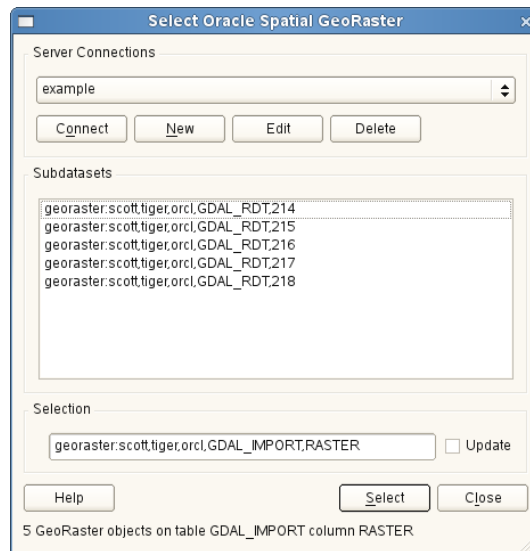 Select Oracle Spatial GeoRaster
Server Connections
example
Connect New Edit Delete
Subdatasets
georaster:scott,tiger,orcl,GDAL_RDT,214
georaster:scott,tiger,orcl,GDAL_RDT,215
georaster:scott,tiger,orcl,GDAL_RDT,216
georaster:scott,tiger,orcl,GDAL_RDT,217
georaster:scott,tiger,orcl,GDAL_RDT,218
Selection
georaster:scott,tiger,orcl,GDAL_IMPORT,RASTER Update
Help Select Close
5 GeoRaster objects on table GDAL_IMPORT column RASTER